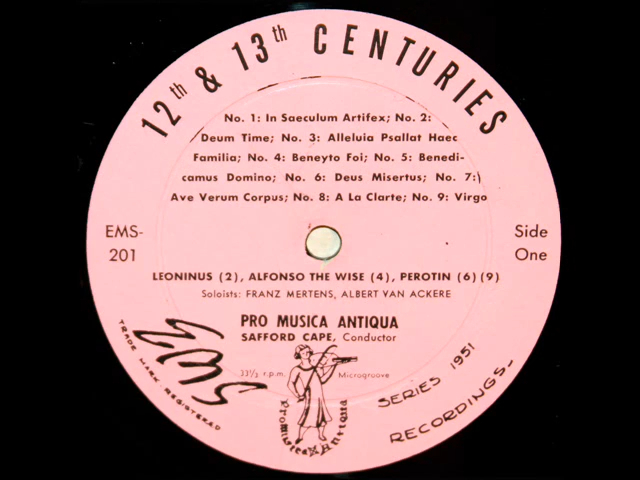 12th & 13th CENTURIES
No. 1: In Saeculum Artifex; No. 2:
Deum Time; No. 3: Alleluia Psallat Haec
Familia; No. 4: Beneyto Foi; No. 5: Benedi-
camus Domino; No. 6: Deus Misertus; No. 7:
Ave Verum Corpus; No. 8: A La Clarte; No. 9: Virgo
EMS-
201
Side
One
LEONINUS (2), ALFONSO THE WISE (4), PEROTIN (6) (9)
Soloists: FRANZ MERTENS, ALBERT VAN ACKERE
PRO MUSICA ANTIQUA
SAFFORD CAPE, Conductor
33⅓ r.p.m. Microgroove
EMS
TRADE MARK - REGISTERED
Pro Musica Antiqua
SERIES 1951
RECORDINGS